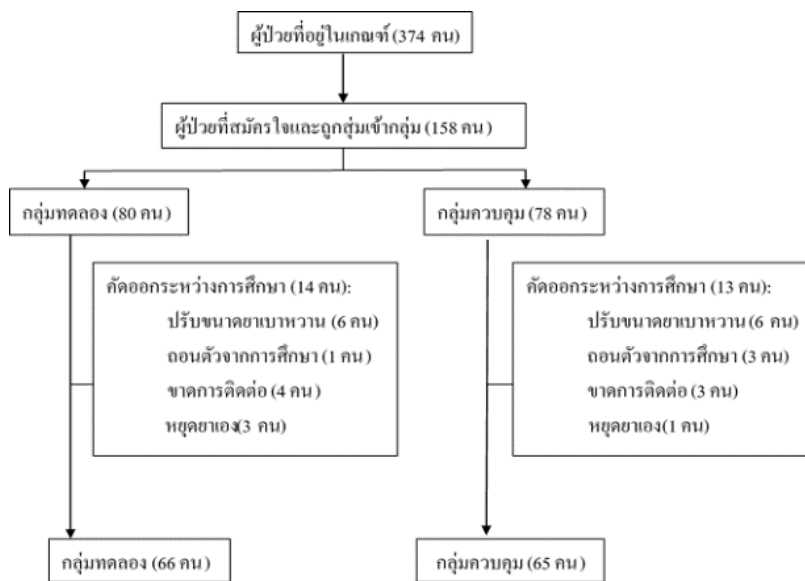 ผู้ป่วยที่อยู่ในเกณฑ์ (374 คน)
ผู้ป่วยที่สมัครใจและถูกสุ่มเข้ากลุ่ม (158 คน)
กลุ่มทดลอง (80 คน)
กลุ่มควบคุม (78 คน)
คัดออกระหว่างการศึกษา (14 คน):
ปรับขนาดยาเบาหวาน (6 คน)
ถอนตัวจากการศึกษา (1 คน)
ขาดการติดต่อ (4 คน)
หยุดยาเอง(3 คน)
คัดออกระหว่างการศึกษา (13 คน):
ปรับขนาดยาเบาหวาน (6 คน)
ถอนตัวจากการศึกษา (3 คน)
ขาดการติดต่อ (3 คน)
หยุดยาเอง(1 คน)
กลุ่มทดลอง (66 คน)
กลุ่มควบคุม (65 คน)